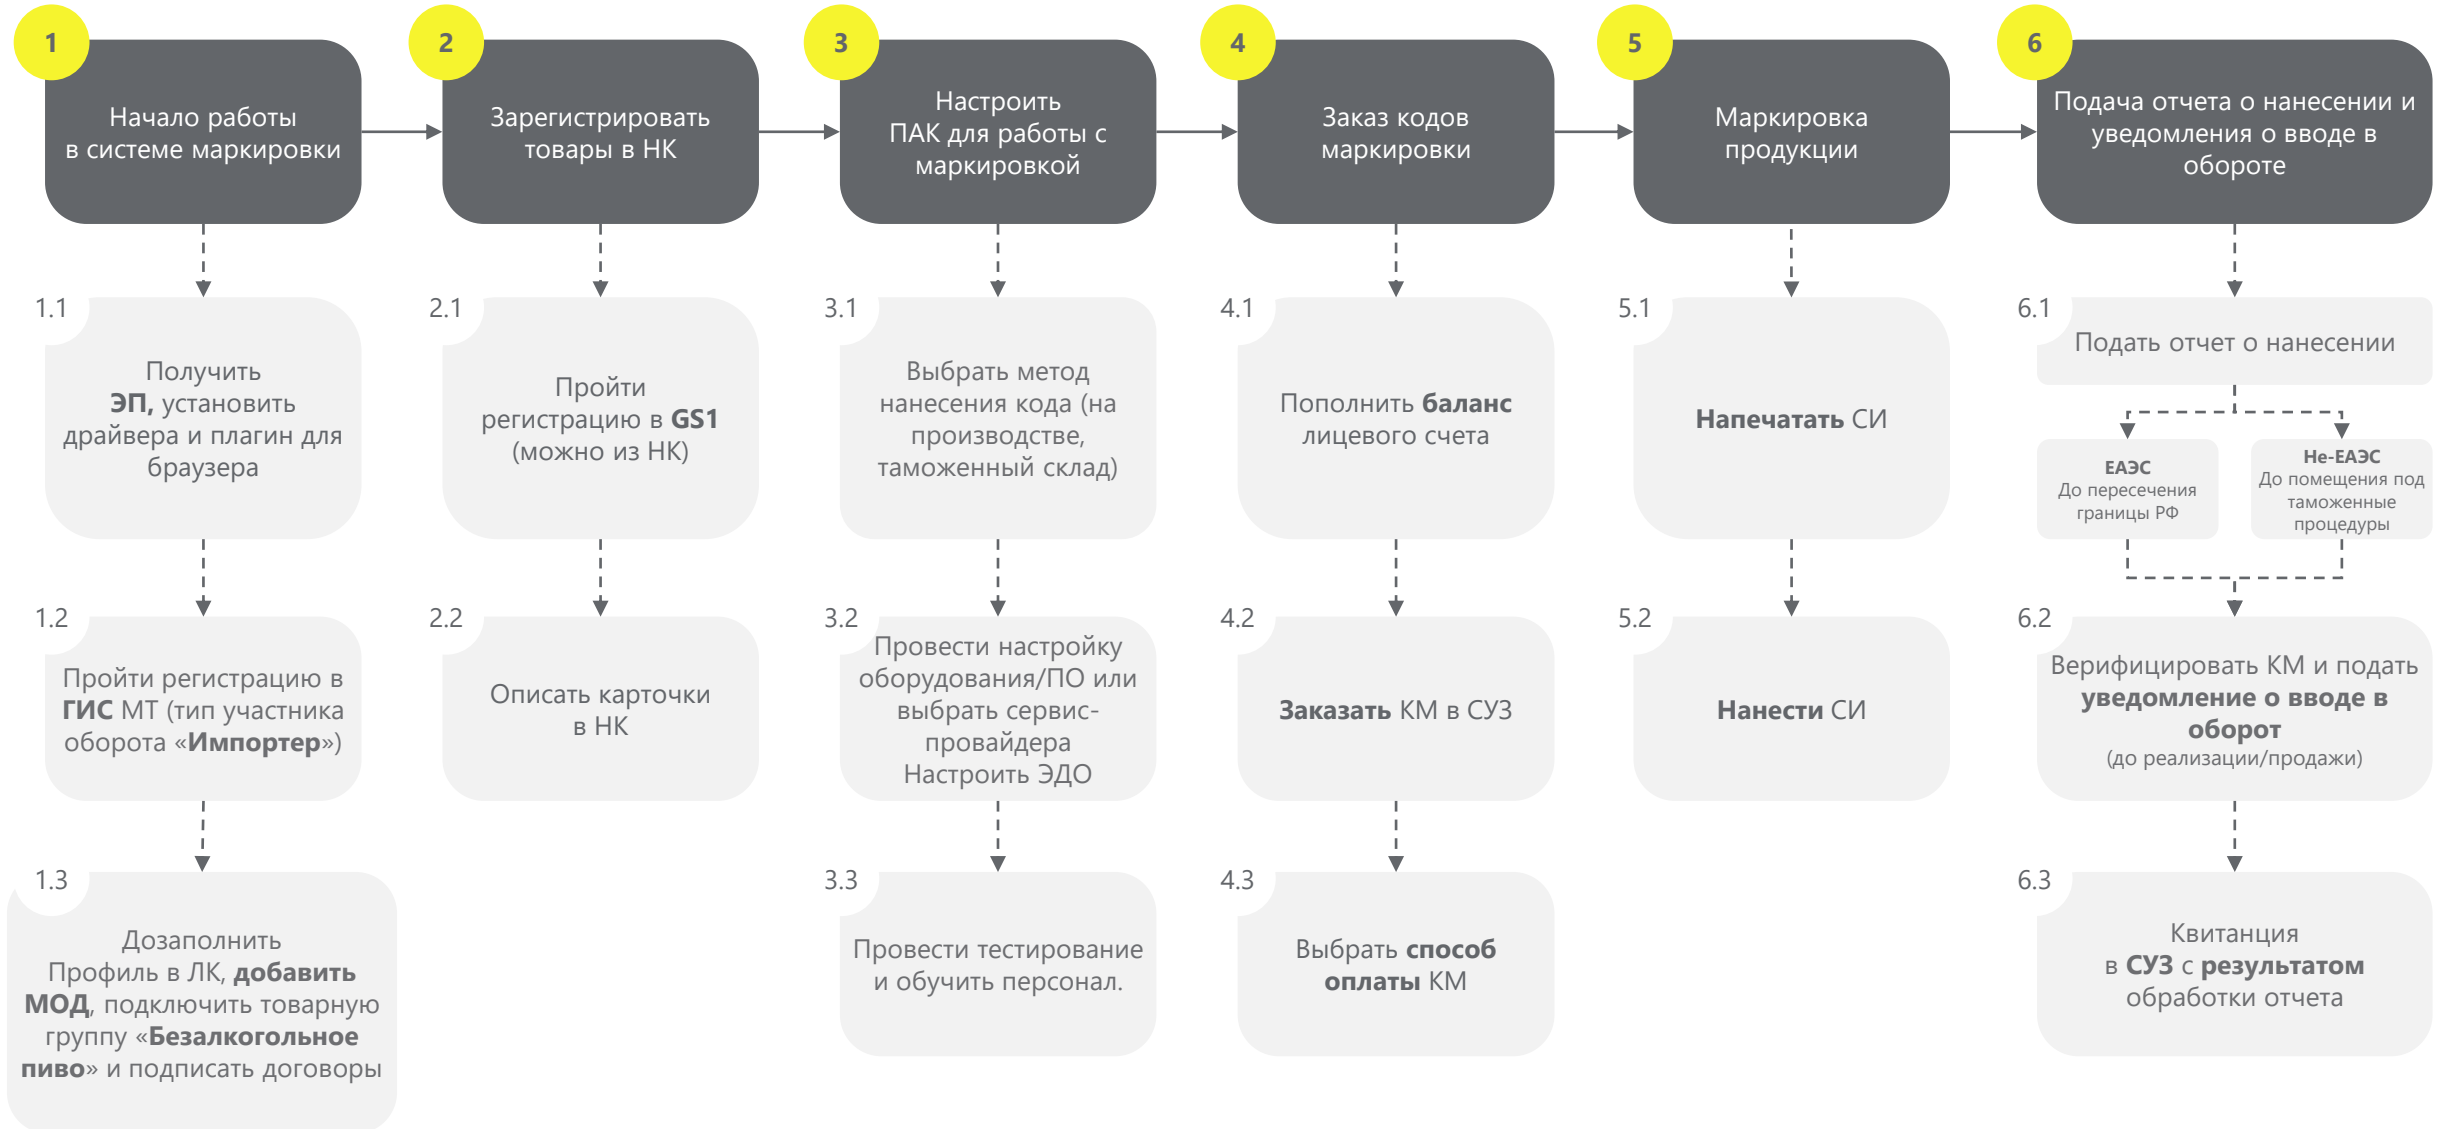 1
Начало работы
в системе маркировки
2
Зарегистрировать
товары в НК
3
Настроить
ПАК для работы с
маркировкой
4
Заказ кодов
маркировки
5
Маркировка
продукции
6
Подача отчета о нанесении и
уведомления о вводе в
обороте
1.1
Получить
ЭП, установить
драйвера и плагин для
браузера
1.2
Пройти регистрацию в
ГИС МТ (тип участника
оборота «Импортер»)
1.3
Дозаполнить
Профиль в ЛК, добавить
МОД, подключить товарную
группу «Безалкогольное
пиво» и подписать договоры
2.1
Пройти
регистрацию в GS1
(можно из НК)
2.2
Описать карточки
в НК
3.1
Выбрать метод
нанесения кода (на
производстве,
таможенный склад)
3.2
Провести настройку
оборудования/ПО или
выбрать сервис-
провайдера
Настроить ЭДО
3.3
Провести тестирование
и обучить персонал.
4.1
Пополнить баланс
лицевого счета
4.2
Заказать КМ в СУЗ
4.3
Выбрать способ
оплаты КМ
5.1
Напечатать СИ
5.2
Нанести СИ
6.1
Подать отчет о нанесении
ЕАЭС
До пересечения
границы РФ
Не-ЕАЭС
До помещения под
таможенные
процедуры
6.2
Верифицировать КМ и подать
уведомление о вводе в
оборот
(до реализации/продажи)
6.3
Квитанция
в СУЗ с результатом
обработки отчета